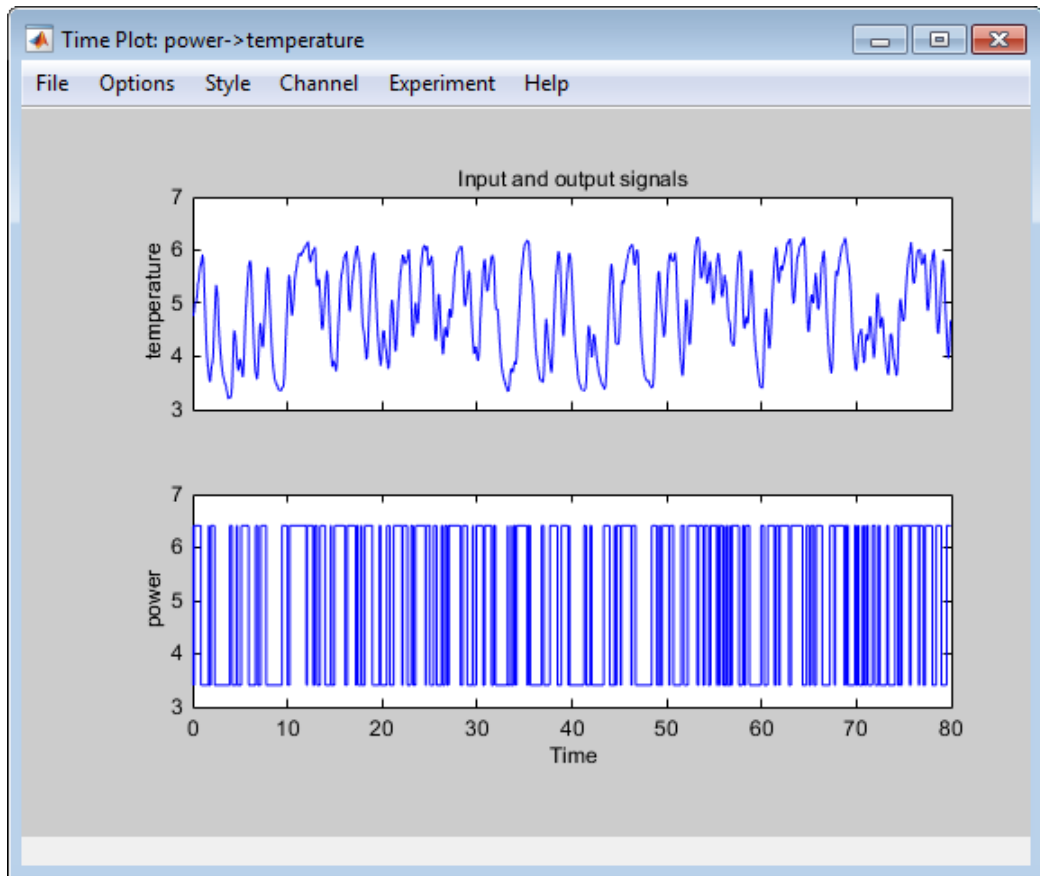 Time Plot: power->temperature
File Options Style Channel Experiment Help
Input and output signals
7
6
5
4
3
temperature
7
6
5
4
3
power
0 10 20 30 40 50 60 70 80
Time